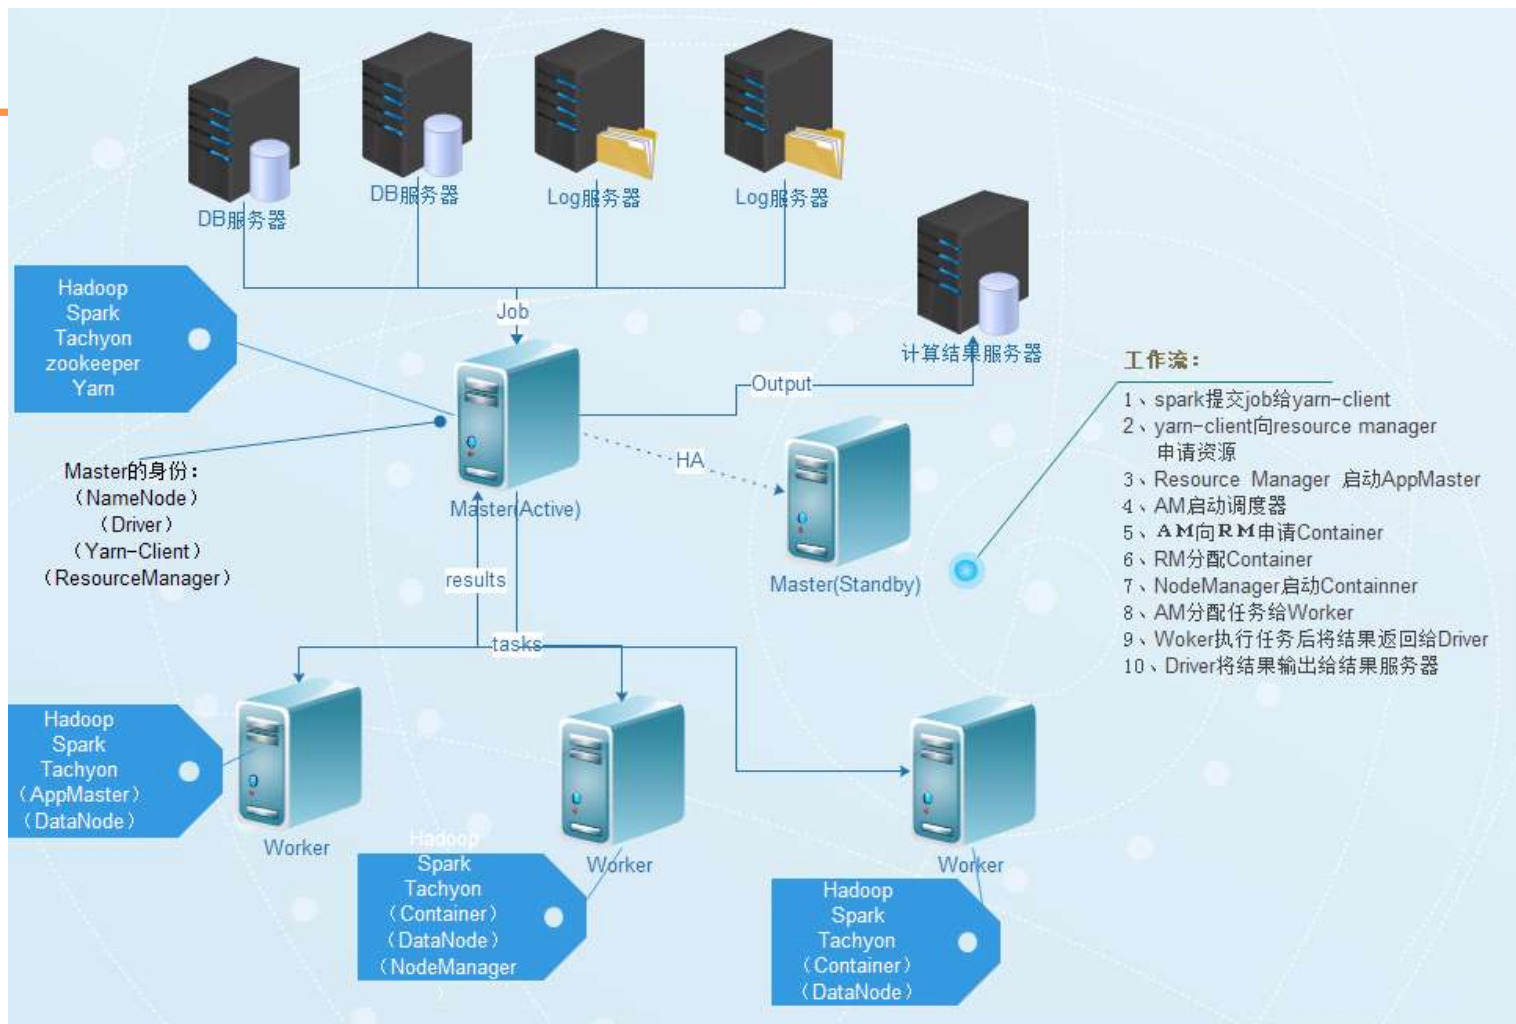 DB服务器
DB服务器
Log服务器
Log服务器
计算结果服务器
Hadoop
Spark
Tachyon
zookeeper
Yarn
Job
Output
HA
Master的身份：
（NameNode）
（Driver）
（Yarn-Client）
（ResourceManager）
Master(Active)
Master(Standby)
results
tasks
工作流：
1、spark提交job给yarn-client
2、yarn-client向resource manager
申请资源
3、Resource Manager 启动AppMaster
4、AM启动调度器
5、AM向RM申请Container
6、RM分配Container
7、NodeManager启动Containner
8、AM分配任务给Worker
9、Woker执行任务后将结果返回给Driver
10、Driver将结果输出给结果服务器
Hadoop
Spark
Tachyon
（AppMaster）
（DataNode）
Worker
Hadoop
Spark
Tachyon
（Container）
（DataNode）
（NodeManager
）
Worker
Hadoop
Spark
Tachyon
（Container）
（DataNode）
Worker